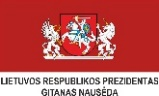 LIETUVOS RESPUBLIKOS PREZIDENTAS
GITANAS NAUSĖDA